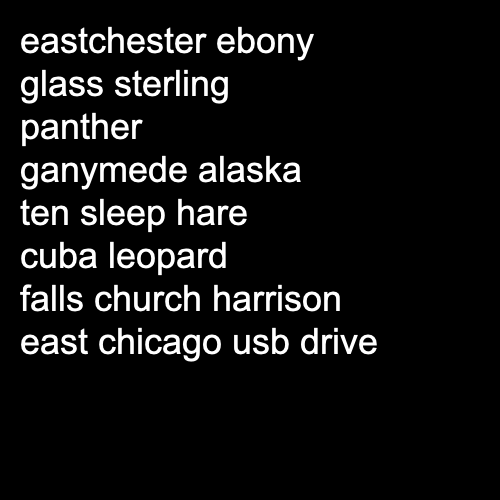 eastchester ebony
glass sterling
panther
ganymede alaska
ten sleep hare
cuba leopard
falls church harrison
east chicago usb drive